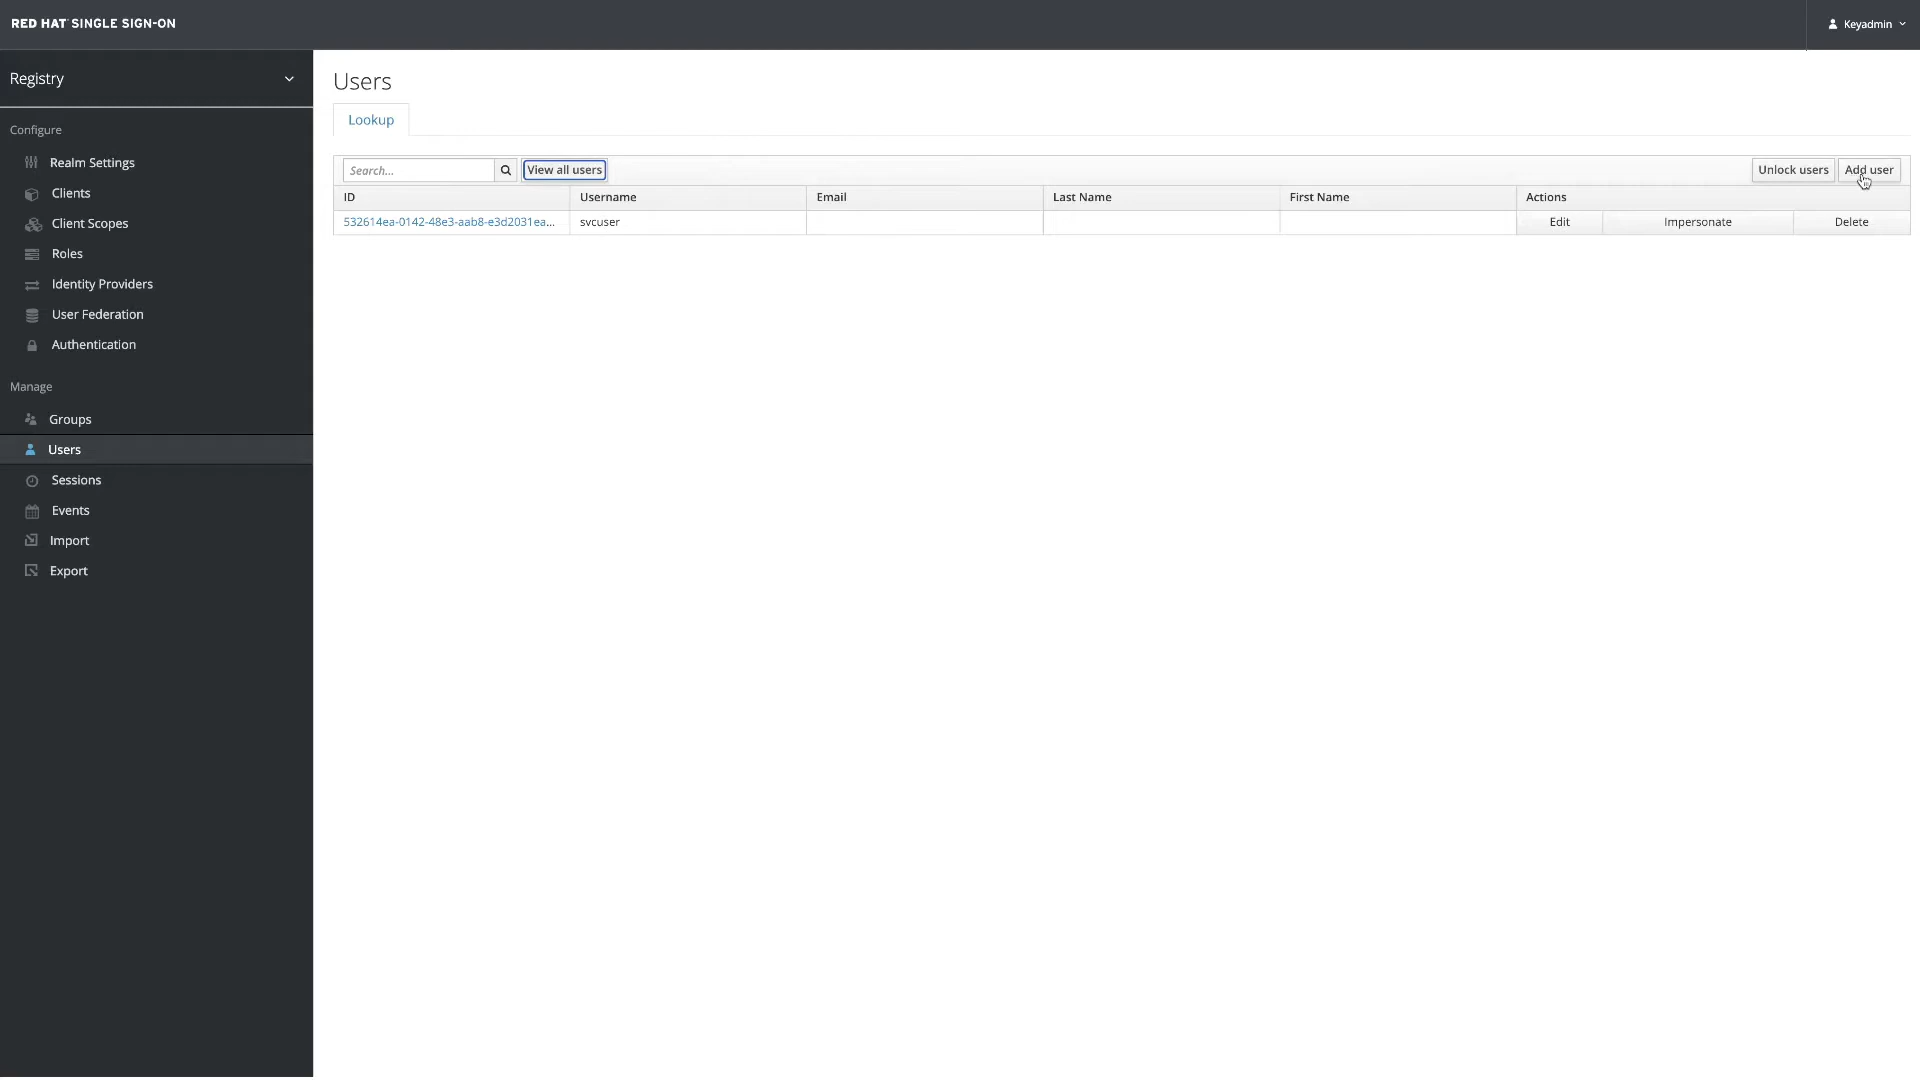 RED HAT® SINGLE SIGN-ON
Keyadmin
Registry
Configure
Realm Settings
Clients
Client Scopes
Roles
Identity Providers
User Federation
Authentication
Manage
Groups
Users
Sessions
Events
Import
Export
Users
Lookup
Search... View all users Unlock users Add user
ID Username Email Last Name First Name Actions
532614ea-0142-48e3-aab8-e3d2031ea... svcuser Edit Impersonate Delete